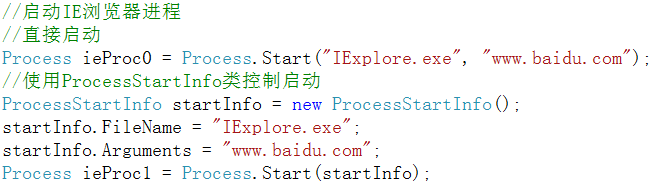 //启动IE浏览器进程
//直接启动
Process ieProc0 = Process.Start("IExplore.exe", "www.baidu.com");
//使用ProcessStartInfo类控制启动
ProcessStartInfo startInfo = new ProcessStartInfo();
startInfo.FileName = "IExplore.exe";
startInfo.Arguments = "www.baidu.com";
Process ieProc1 = Process.Start(startInfo);